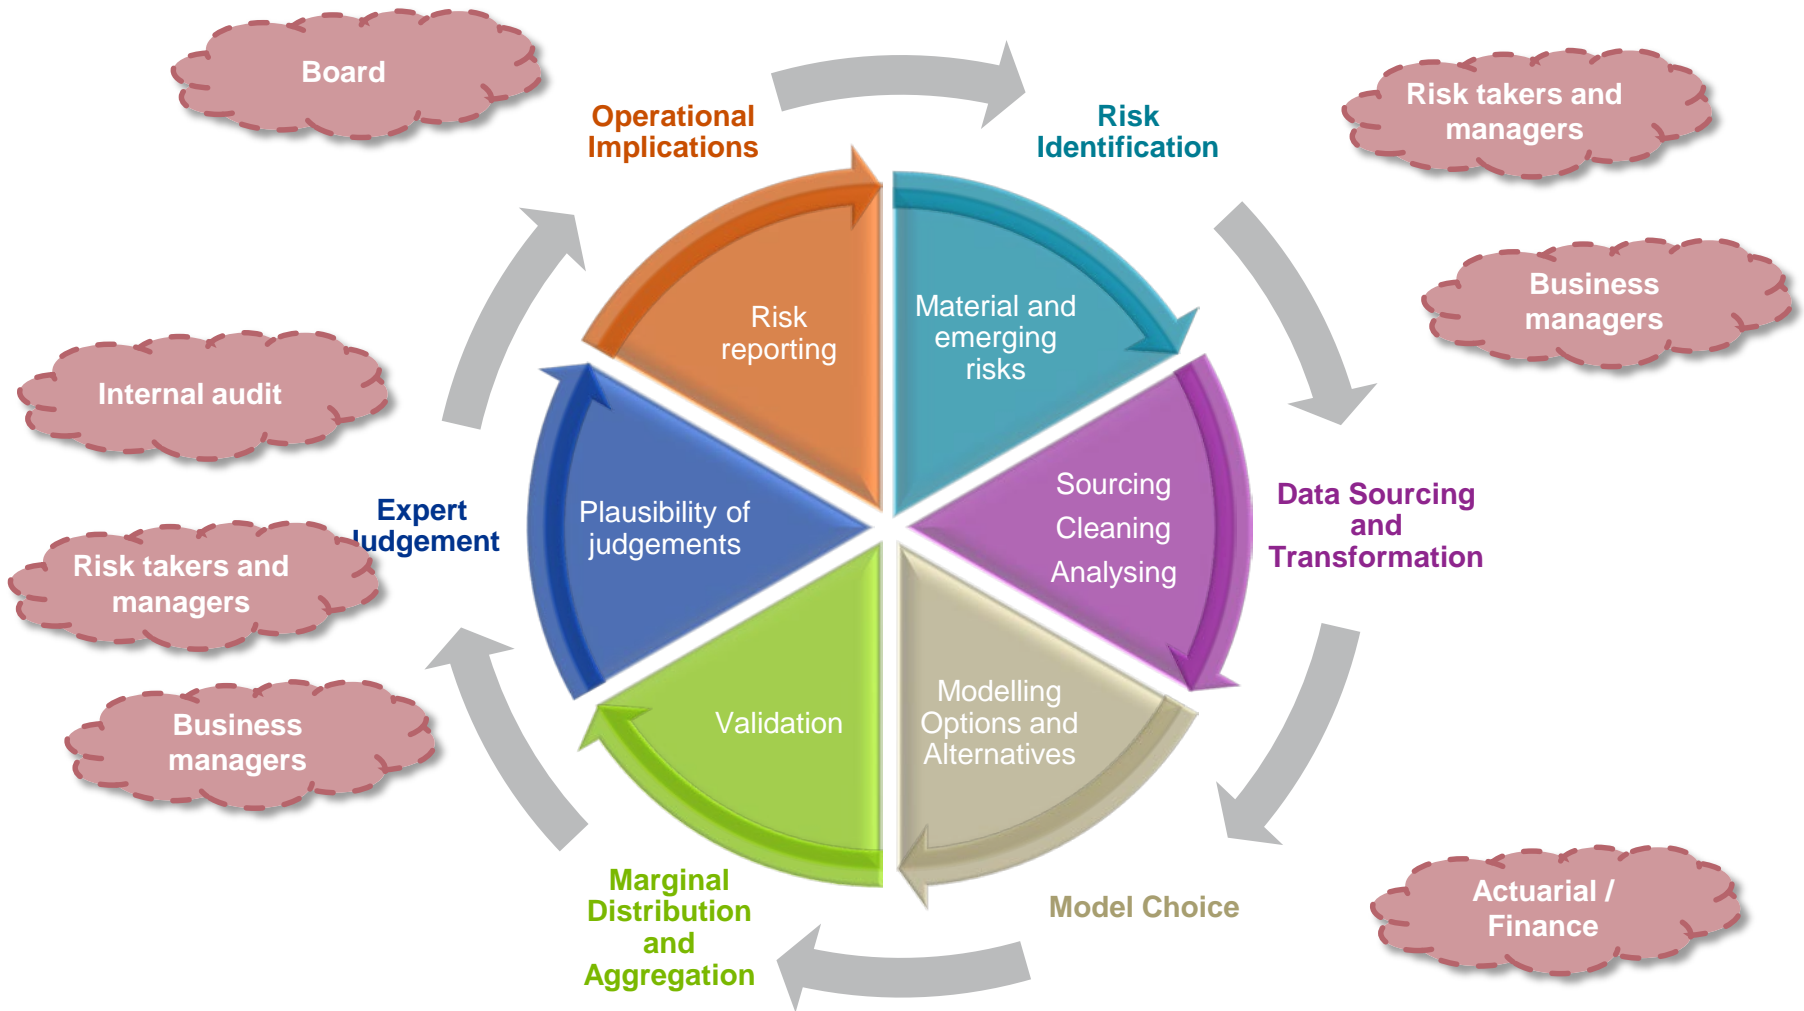 Board
Operational
Implications
Risk
Identification
Risk takers and
managers
Business
managers
Risk
reporting
Material and
emerging
risks
Internal audit
Expert
Judgement
Plausibility of
judgements
Sourcing
Cleaning
Analysing
Data Sourcing
and
Transformation
Risk takers and
managers
Business
managers
Validation
Modelling
Options and
Alternatives
Marginal
Distribution
and
Aggregation
Model Choice
Actuarial /
Finance